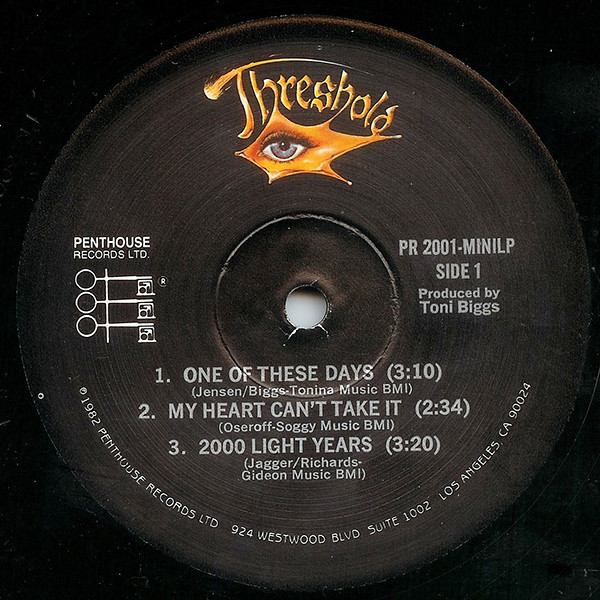 Threshold
PENTHOUSE
RECORDS LTD.
®
PR 2001-MINILP
SIDE 1
Produced by
Toni Biggs
1. ONE OF THESE DAYS (3:10)
(Jensen/Biggs-Tonina Music BMI)
2. MY HEART CAN'T TAKE IT (2:34)
(Oseroff-Soggy Music BMI)
3. 2000 LIGHT YEARS (3:20)
(Jagger/Richards-
Gideon Music BMI)
℗1982 PENTHOUSE RECORDS LTD 924 WESTWOOD BLVD SUITE 1002 LOS ANGELES, CA 90024